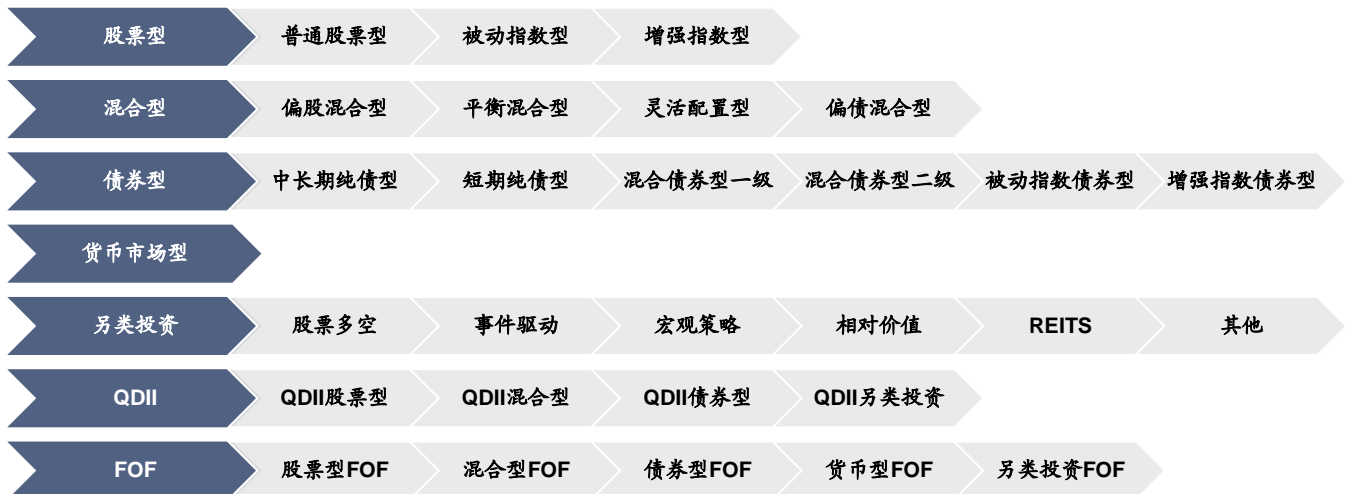 股票型 普通股票型 被动指数型 增强指数型
混合型 偏股混合型 平衡混合型 灵活配置型 偏债混合型
债券型 中长期纯债型 短期纯债型 混合债券型一级 混合债券型二级 被动指数债券型 增强指数债券型
货币市场型
另类投资 股票多空 事件驱动 宏观策略 相对价值 REITS 其他
QDII QDII股票型 QDII混合型 QDII债券型 QDII另类投资
FOF 股票型FOF 混合型FOF 债券型FOF 货币型FOF 另类投资FOF